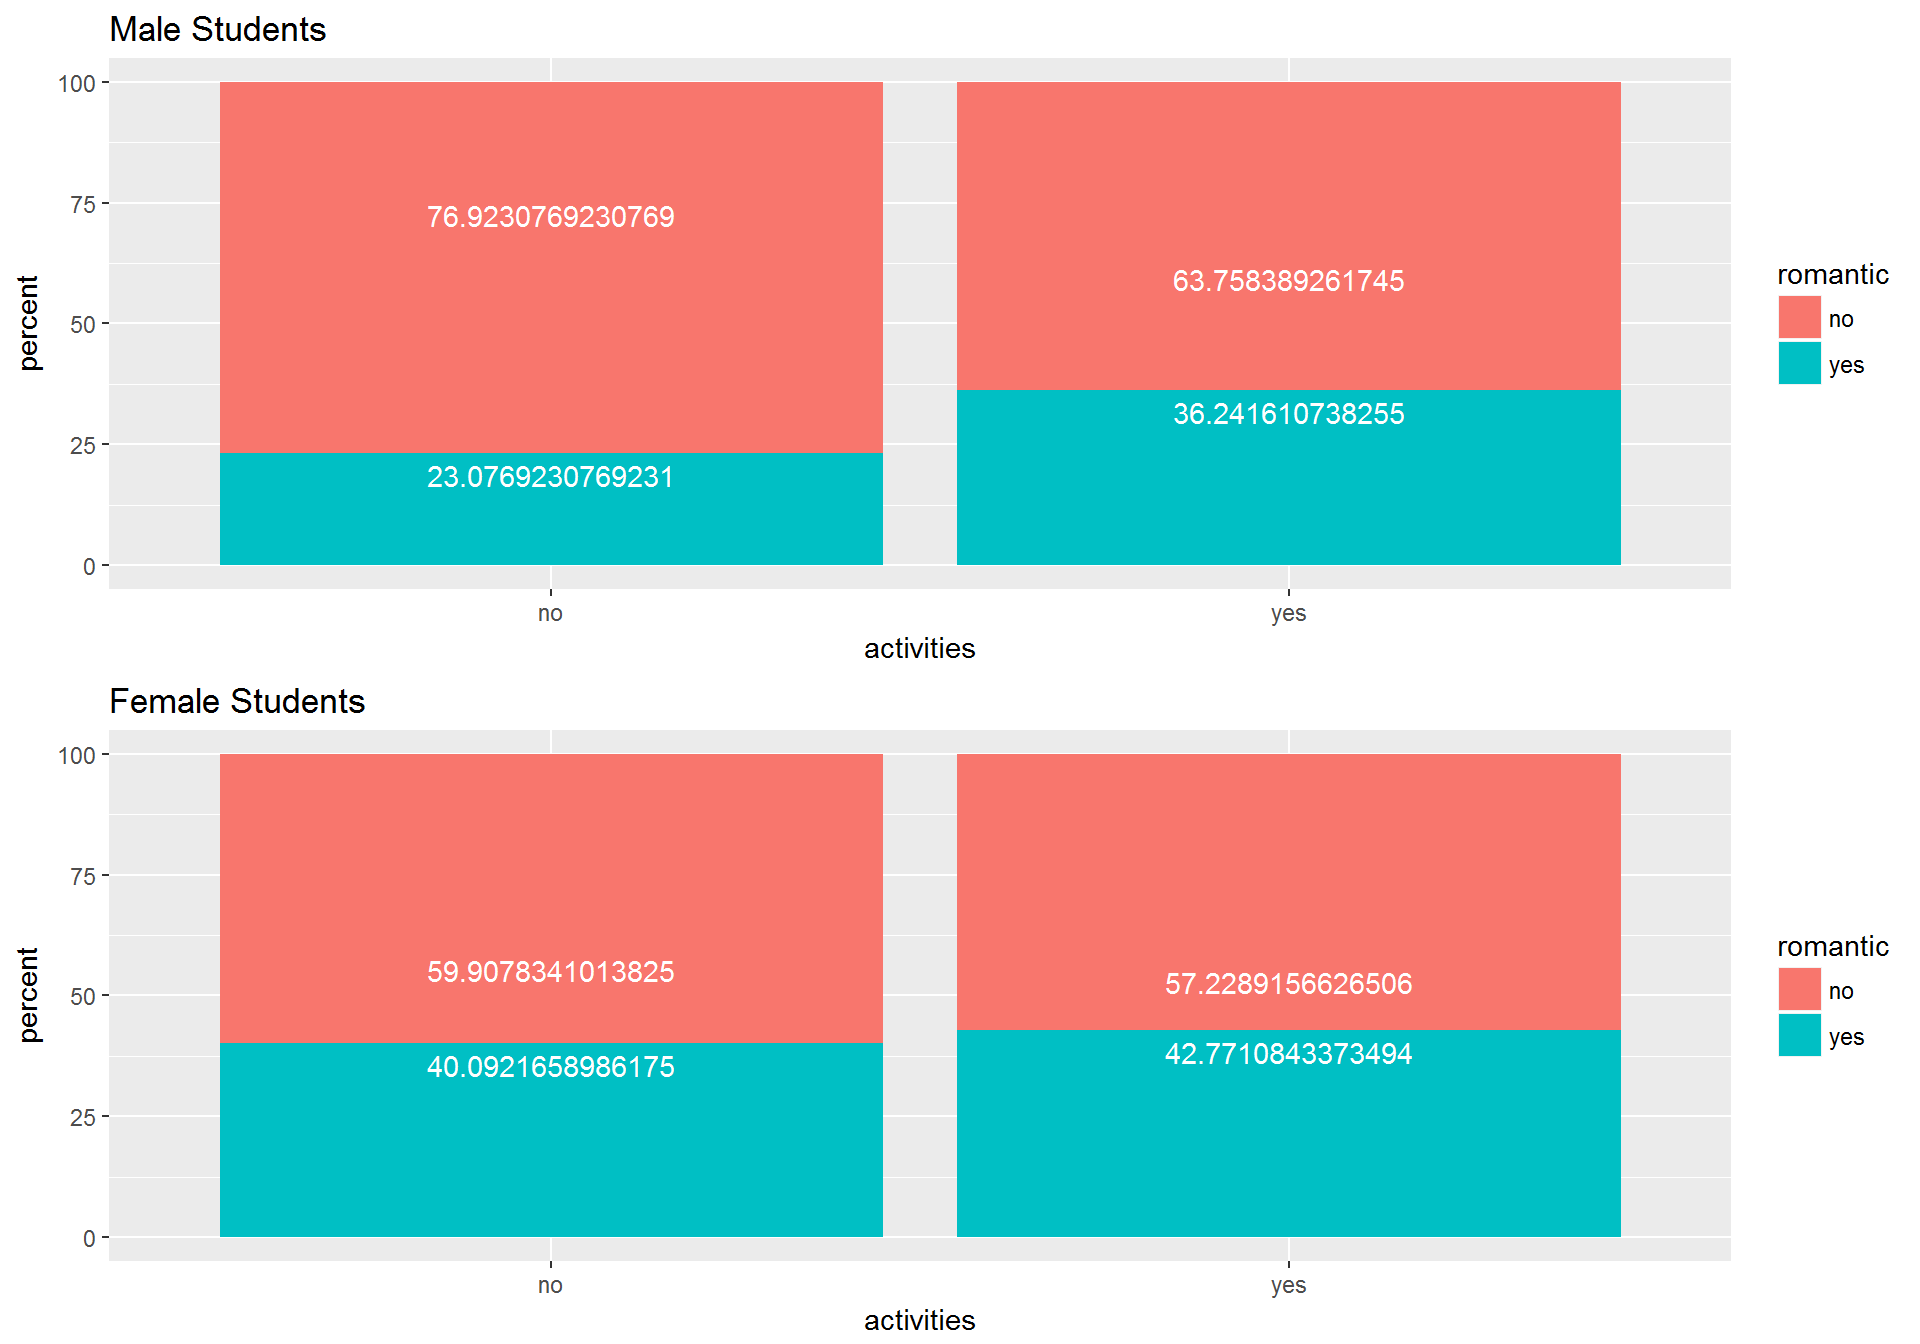 Male Students
100
75
50
25
0
percent
76.9230769230769
63.758389261745
36.241610738255
23.0769230769231
no
yes
activities
romantic
no
yes
Female Students
100
75
50
25
0
percent
59.9078341013825
57.2289156626506
40.0921658986175
42.7710843373494
no
yes
activities
romantic
no
yes